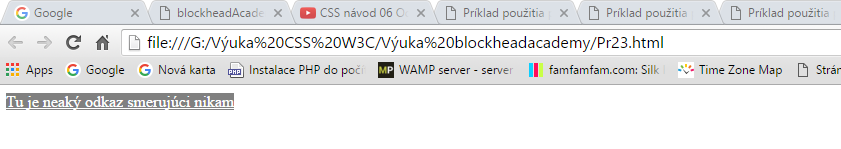 Google
blockheadAcade
CSS návod 06 O
Príklad použitia
Príklad použitia
Príklad použitia
file:///G:/Výuka%20CSS%20W3C/Výuka%20blockheadacademy/Pr23.html
Apps Google Nová karta Instalace PHP do poč MP WAMP server - server famfamfam.com: Silk Time Zone Map Strán
Tu je neaký odkaz smerujúci nikam